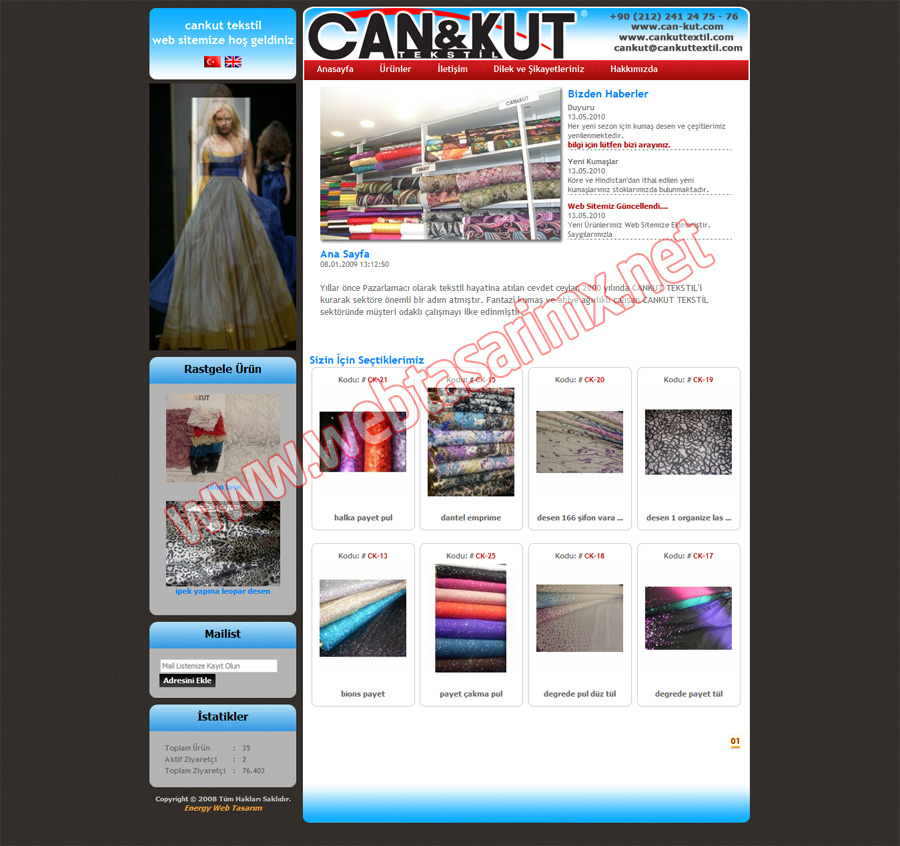 cankut tekstil
web sitemize hoş geldiniz
CAN&KUT ®
TEKSTİL
+90 (212) 241 24 75 - 76
www.can-kut.com
www.cankuttextil.com
cankut@cankuttextil.com
Anasayfa Ürünler İletişim Dilek ve Şikayetleriniz Hakkımızda
CAN&KUT
CAN&KUT
Bizden Haberler
Duyuru
13.05.2010
Her yeni sezon için kumaş desen ve çeşitlerimiz
yenilenmektedir.
bilgi için lütfen bizi arayınız.
Yeni Kumaşlar
13.05.2010
Kore ve Hindistan'dan ithal edilen yeni
kumaşlarımız stoklarımızda bulunmaktadır.
Web Sitemiz Güncellendi....
13.05.2010
Yeni Ürünlerimiz Web Sitemize Eklenmiştir.
Saygılarımızla
Ana Sayfa
08.01.2009 13:12:50
Yıllar önce Pazarlamacı olarak tekstil hayatina atılan cevdet ceylan 2000 yılında CANKUT TEKSTIL'i
kurarak sektöre önemli bir adım atmıştır. Fantazi kumaş ve abiye ağırlıklı çalışan CANKUT TEKSTİL
sektöründe müşteri odaklı çalışmayı ilke edinmiştir.
www.webtasarimx.net
Rastgele Ürün
&KUT
ipek yapma leopar desen
Sizin İçin Seçtiklerimiz
Kodu: # CK-21
halka payet pul
Kodu: # CK-15
dantel emprime
Kodu: # CK-20
desen 166 şifon vara ...
Kodu: # CK-19
desen 1 organize las ...
Kodu: # CK-13
bions payet
Kodu: # CK-25
payet çakma pul
Kodu: # CK-18
degrede pul düz tül
Kodu: # CK-17
degrede payet tül
01
Mailist
Mail Listemize Kayıt Olun
Adresini Ekle
İstatikler
Toplam Ürün : 35
Aktif Ziyaretçi : 2
Toplam Ziyaretçi : 76.403
Copyright © 2008 Tüm Hakları Saklıdır.
Energy Web Tasarım